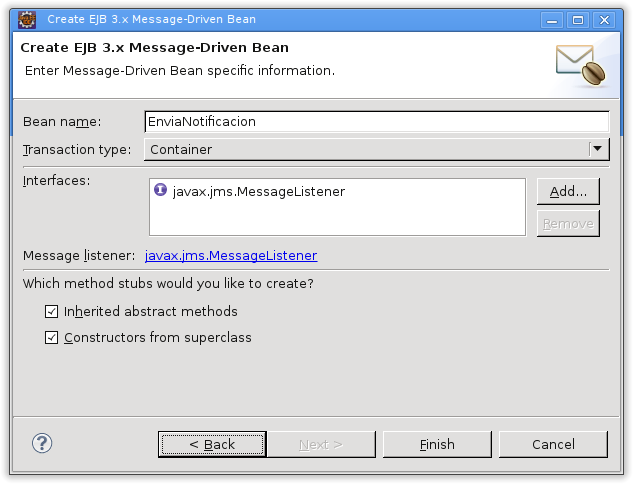 Create EJB 3.x Message-Driven Bean
Create EJB 3.x Message-Driven Bean
Enter Message-Driven Bean specific information.
Bean name: EnviaNotificacion
Transaction type: Container
Interfaces: I javax.jms.MessageListener Add...
Remove
Message listener: javax.jms.MessageListener
Which method stubs would you like to create?
Inherited abstract methods
Constructors from superclass
? < Back Next > Finish Cancel